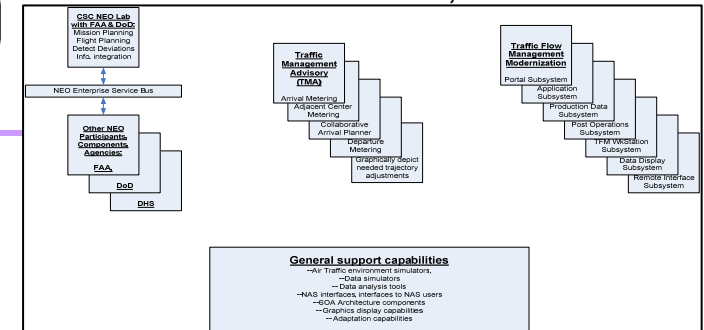 CSC NEO Lab
with FAA & DoD:
Mission Planning
Flight Planning
Detect Deviations
Info. integration
NEO Enterprise Service Bus
Other NEO
Participants,
Components,
Agencies:
FAA,
DoD
DHS
Traffic
Management
Advisory
(TMA)
Arrival Metering
Adjacent Center
Metering
Collaborative
Arrival Planner
Departure
Metering
Graphically depict
needed trajectory
adjustments
Traffic Flow
Management
Modernization
Portal Subsystem
Application
Subsystem
Production Data
Subsystem
Post Operations
Subsystem
TFM WkStation
Subsystem
Data Display
Subsystem
Remote Interface
Subsystem
General support capabilities
--Air Traffic environment simulators,
--Data simulators
-- Data analysis tools
--NAS interfaces, interfaces to NAS users
--SOA Architecture components
--Graphics display capabilities
-- Adaptation capabilities